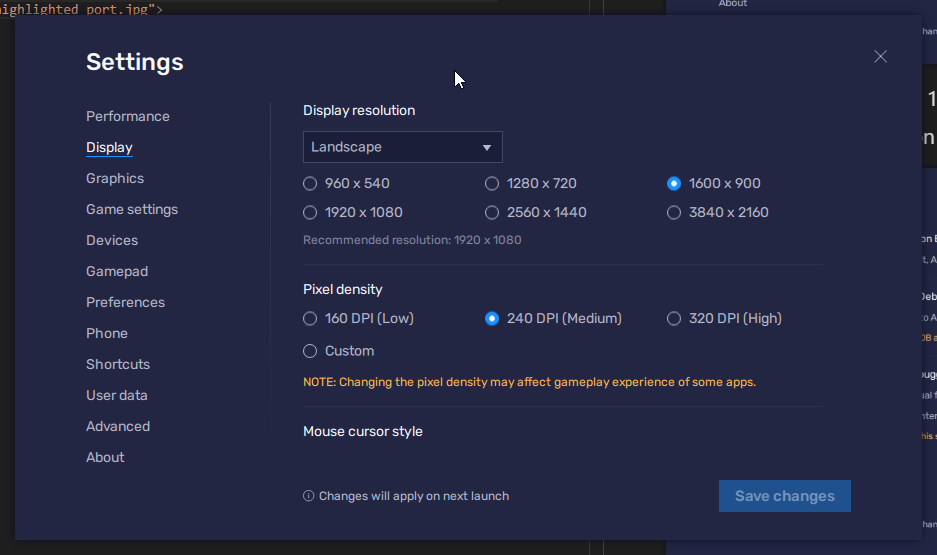 highlighted port.jpg">
About
Settings
Performance
Display
Graphics
Game settings
Devices
Gamepad
Preferences
Phone
Shortcuts
User data
Advanced
About
Display resolution
Landscape
960 x 540
1280 x 720
1600 x 900
1920 x 1080
2560 x 1440
3840 x 2160
Recommended resolution: 1920 x 1080
Pixel density
160 DPI (Low)
240 DPI (Medium)
320 DPI (High)
Custom
NOTE: Changing the pixel density may affect gameplay experience of some apps.
Mouse cursor style
Changes will apply on next launch
Save changes